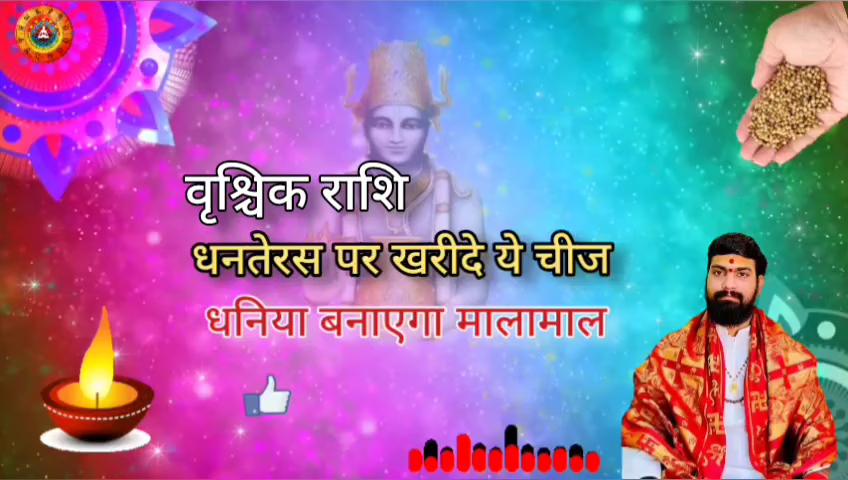 वृश्चिक राशि
धनतेरस पर खरीदे ये चीज
धनिया बनाएगा मालामाल